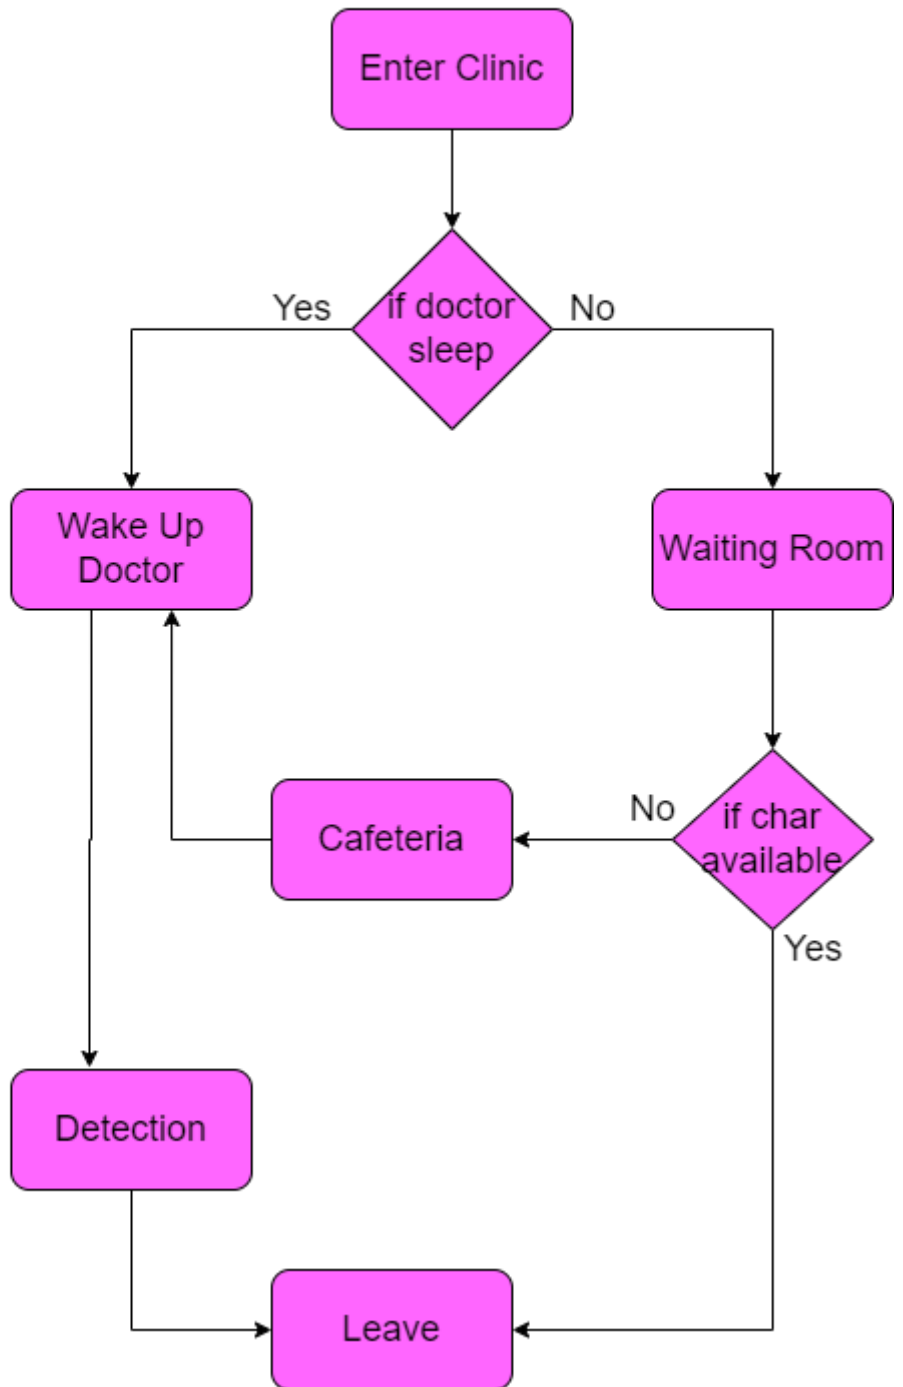 Enter Clinic
Yes
if doctor
sleep
No
Wake Up
Doctor
Waiting Room
Cafeteria
No
if char
available
Yes
Detection
Leave